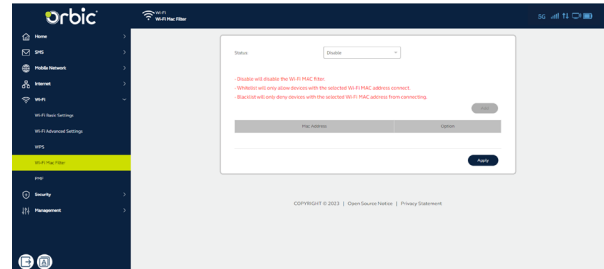 Orbic
Wi-Fi
Wi-Fi Mac Filter
5G
Home
SMS
Mobile Network
Internet
Wi-Fi
Wi-Fi Basic Settings
Wi-Fi Advanced Settings
WPS
Wi-Fi Mac Filter
Security
Management
Status
Disable
- Disable will disable the Wi-Fi MAC filter.
- Whitelist will only allow devices with the selected Wi-Fi MAC address connect.
- Blacklist will only deny devices with the selected Wi-Fi MAC address from connecting.
Mac Address Option
Apply
COPYRIGHT © 2023 | Open Source Notice | Privacy Statement